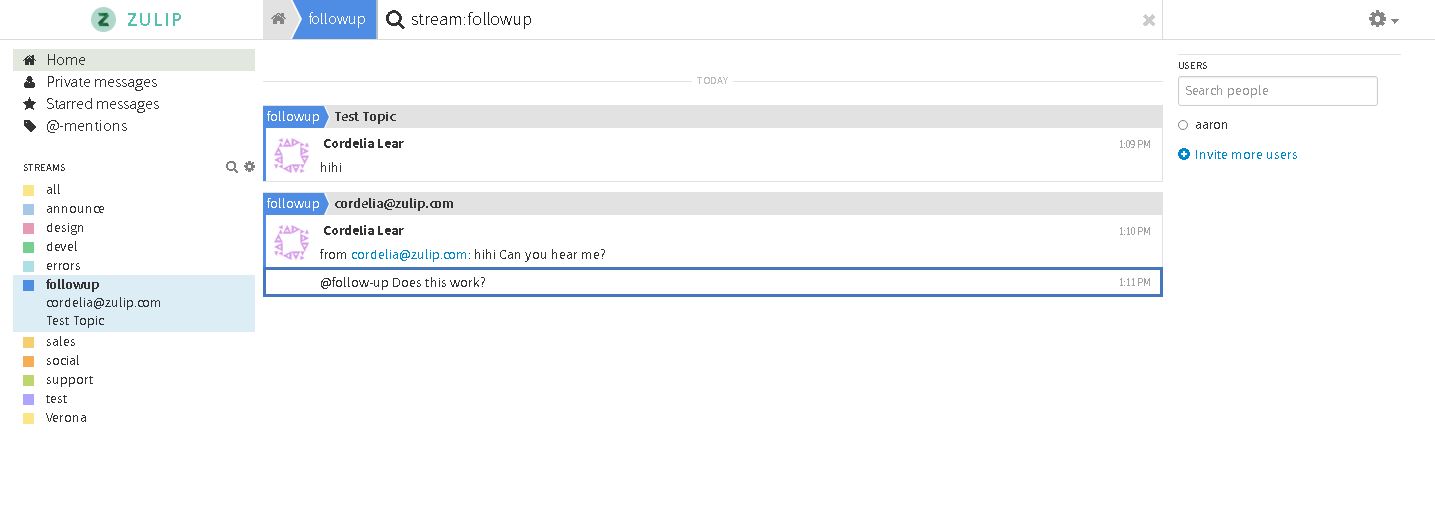 ZULIP
followup
stream:followup
Home
Private messages
Starred messages
@-mentions
STREAMS
all
announce
design
devel
errors
followup
cordelia@zulip.com
Test Topic
sales
social
support
test
Verona
TODAY
followup Test Topic
Cordelia Lear 1:09 PM
hihi
followup cordelia@zulip.com
Cordelia Lear 1:10 PM
from cordelia@zulip.com: hihi Can you hear me?
@follow-up Does this work? 1:11 PM
USERS
Search people
aaron
Invite more users